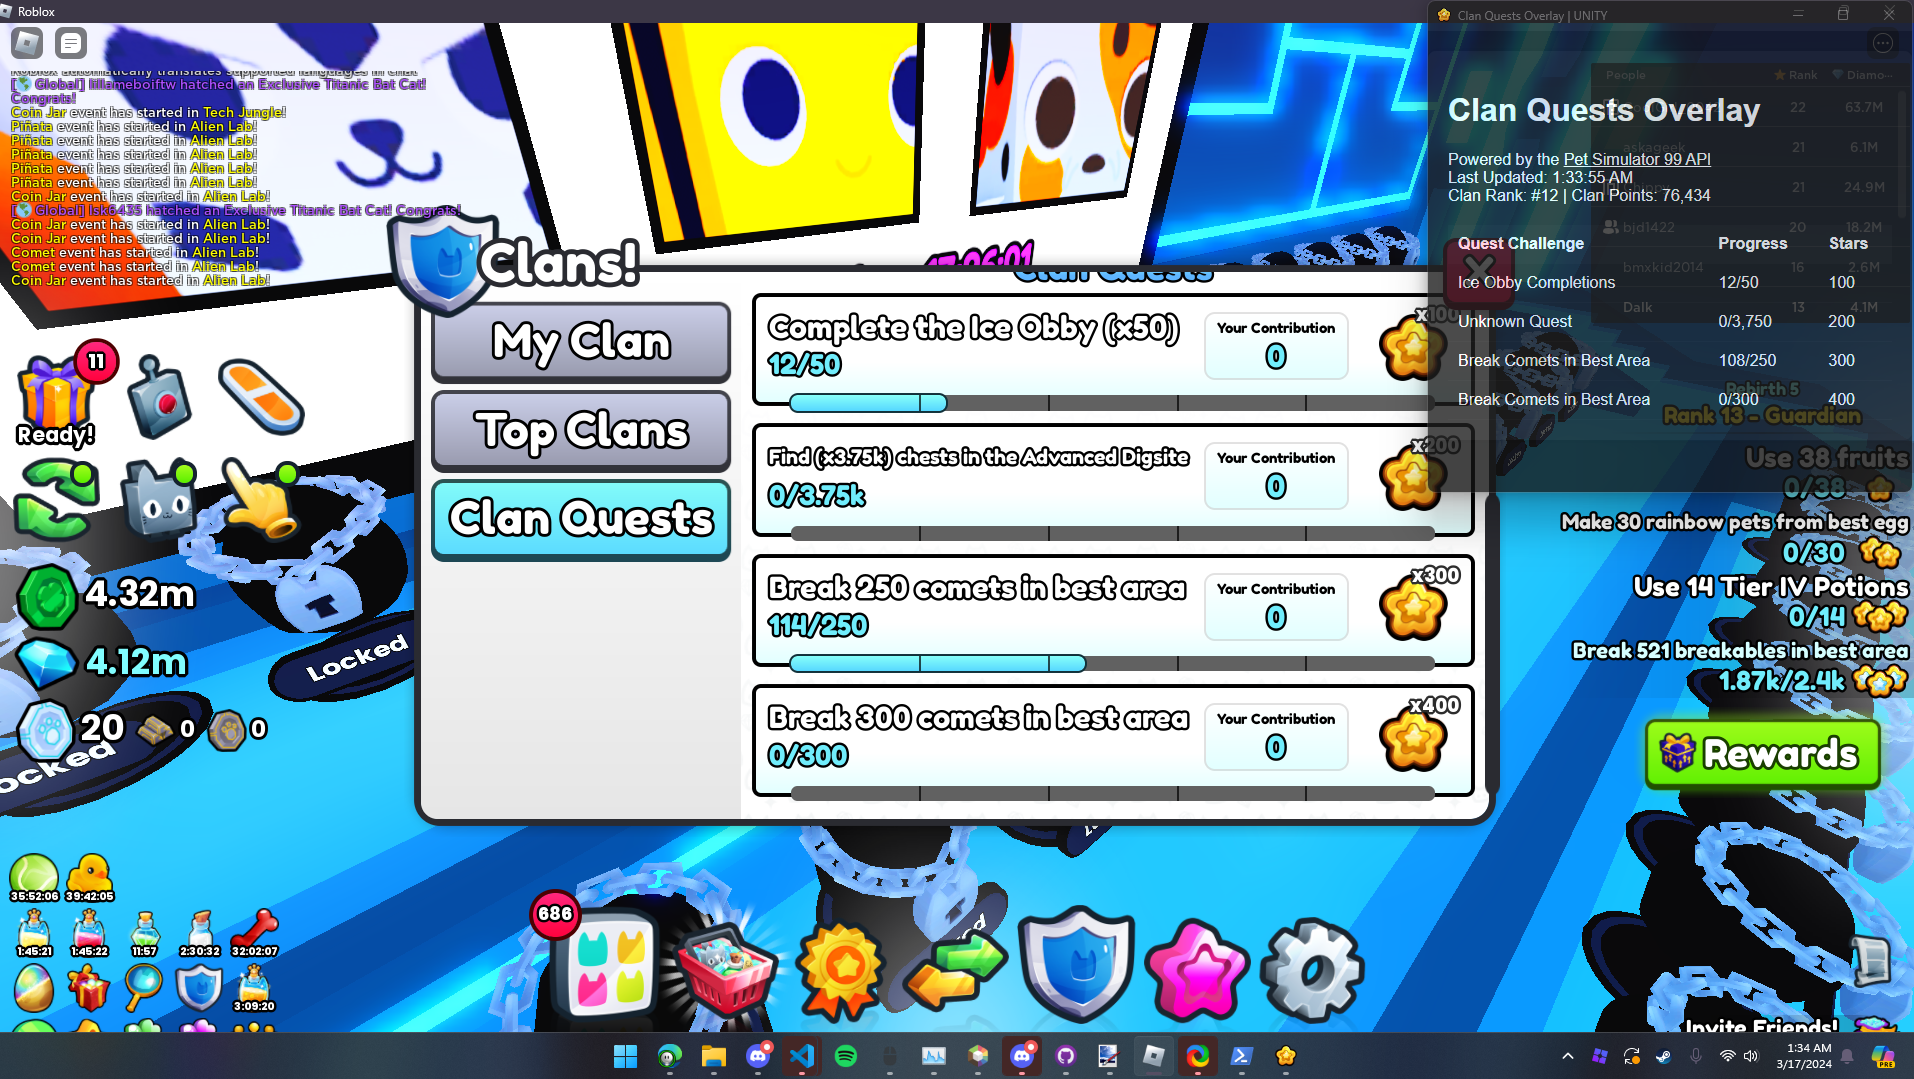 Roblox
Roblox automatically translates supported languages in chat
[🌎 Global] lillameboiftw hatched an Exclusive Titanic Bat Cat!
Congrats!
Coin Jar event has started in Tech Jungle!
Piñata event has started in Alien Lab!
Piñata event has started in Alien Lab!
Piñata event has started in Alien Lab!
Piñata event has started in Alien Lab!
Piñata event has started in Alien Lab!
Coin Jar event has started in Alien Lab!
[🌎 Global] lsk6435 hatched an Exclusive Titanic Bat Cat! Congrats!
Coin Jar event has started in Alien Lab!
Coin Jar event has started in Alien Lab!
Comet event has started in Alien Lab!
Comet event has started in Alien Lab!
Coin Jar event has started in Alien Lab!
11
Ready!
4.32m
4.12m
20
0
0
Locked
Locked
35:52:06
39:42:05
1:45:21
1:45:22
11:57
2:30:32
32:02:07
3:09:20
Clans!
Clan Quests
My Clan
Top Clans
Clan Quests
Complete the Ice Obby (x50)
12/50
Your Contribution
0
x100
Find (x3.75k) chests in the Advanced Digsite
0/3.75k
Your Contribution
0
x200
Break 250 comets in best area
114/250
Your Contribution
0
x300
Break 300 comets in best area
0/300
Your Contribution
0
x400
686
Clan Quests Overlay | UNITY
People Rank Diamo...
22 63.7M
askageek 21 6.1M
21 24.9M
bjd1422 20 18.2M
bmxkid2014 16 2.6M
Dalk 13 4.1M
Clan Quests Overlay
Powered by the Pet Simulator 99 API
Last Updated: 1:33:55 AM
Clan Rank: #12 | Clan Points: 76,434
Quest Challenge Progress Stars
Ice Obby Completions 12/50 100
Unknown Quest 0/3,750 200
Break Comets in Best Area 108/250 300
Break Comets in Best Area 0/300 400
Rebirth 5
Rank 13 - Guardian
Use 38 fruits
0/38
Make 30 rainbow pets from best egg
0/30
Use 14 Tier IV Potions
0/14
Break 521 breakables in best area
1.87k/2.4k
Rewards
Invite Friends!
1:34 AM
3/17/2024
PRE